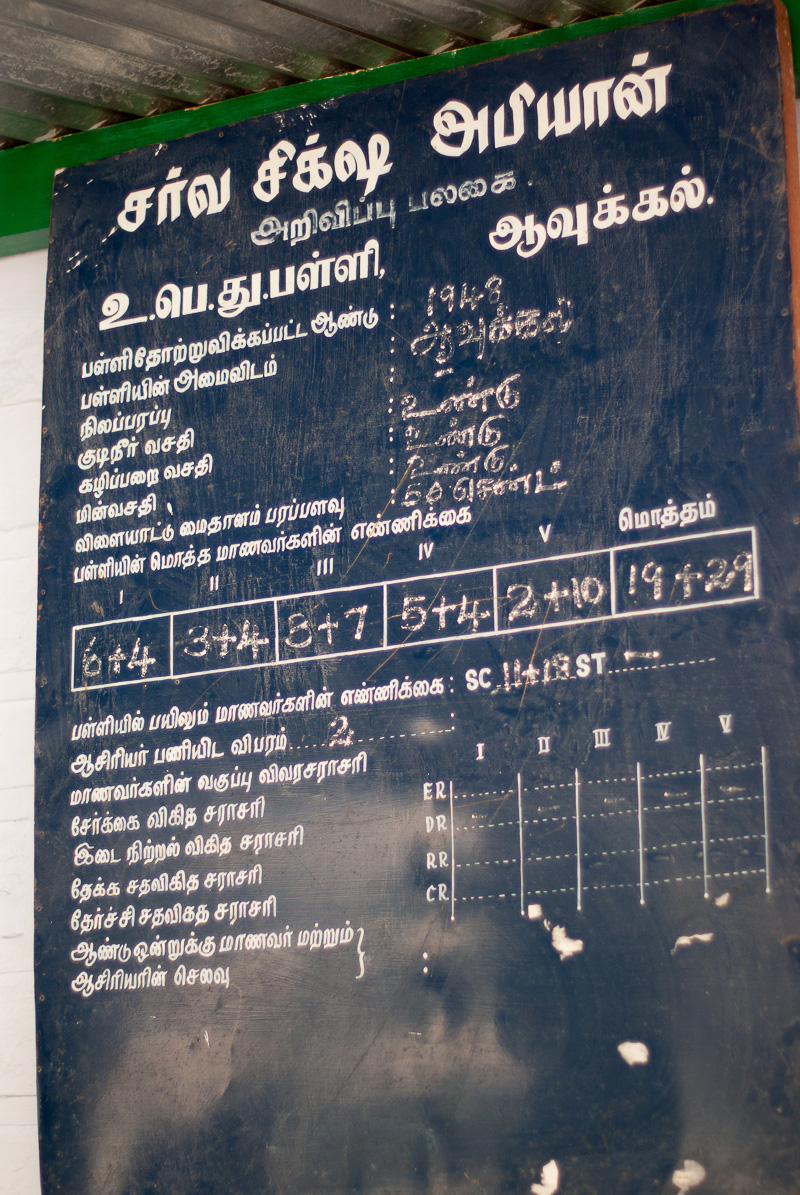 சர்வ சிக்ஷ அபியான்
அறிவிப்பு பலகை
உ.பெ.து.பள்ளி, ஆவுக்கல்.
பள்ளி தோற்றுவிக்கப்பட்ட ஆண்டு : 1948
பள்ளியின் அமைவிடம் : ஆவுக்கல்
நிலப்பரப்பு : -
குடிநீர் வசதி : உண்டு
கழிப்பறை வசதி : உண்டு
மின்வசதி : உண்டு.
விளையாட்டு மைதானம் பரப்பளவு : 60 செண்ட்
பள்ளியின் மொத்த மாணவர்களின் எண்ணிக்கை
I II III IV V மொத்தம்
6+4 3+4 3+7 5+4 2+10 19+29
பள்ளியில் பயிலும் மாணவர்களின் எண்ணிக்கை : SC 11+19 ST -
ஆசிரியர் பணியிட விபரம் 2 :
மாணவர்களின் வகுப்பு விவரசராசரி I II III IV V
சேர்க்கை விகித சராசரி ER
இடை நிற்றல் விகித சராசரி DR
தேக்க சதவிகித சராசரி RR
தேர்ச்சி சதவிகத சராசரி CR
ஆண்டு ஒன்றுக்கு மாணவர் மற்றும்
ஆசிரியரின் செலவு :